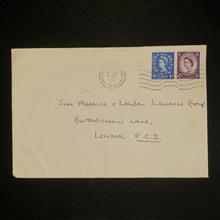 Sun Alliance & London Insurance Group,
Bartholomew Lane,
London E.C.2.